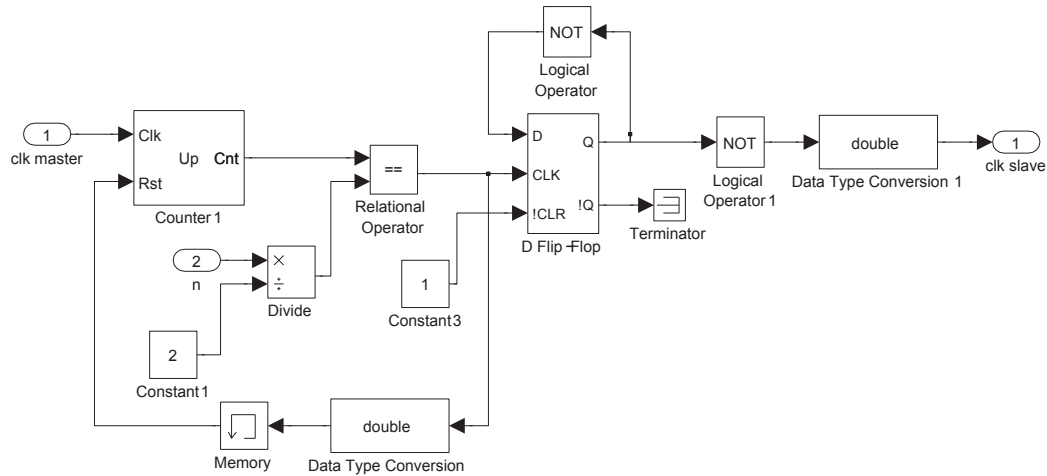 NOT
Logical
Operator
1
clk master
Clk
Up
Cnt
Rst
Counter 1
==
Relational
Operator
D
Q
CLK
!CLR
!Q
D Flip-Flop
NOT
Logical
Operator 1
double
Data Type Conversion 1
1
clk slave
Terminator
2
n
×
÷
Divide
1
Constant3
2
Constant 1
Memory
double
Data Type Conversion